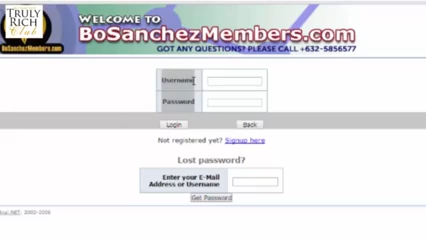 TRULY
RICH
Club
BoSanchezMembers.com
WELCOME TO
BoSanchezMembers.com
GOT ANY QUESTIONS? PLEASE CALL +632-5856577
Username
Password
Login Back
Not registered yet? Signup here
Lost password?
Enter your E-Mail
Address or Username
Get Password
.NET, 2002-2006